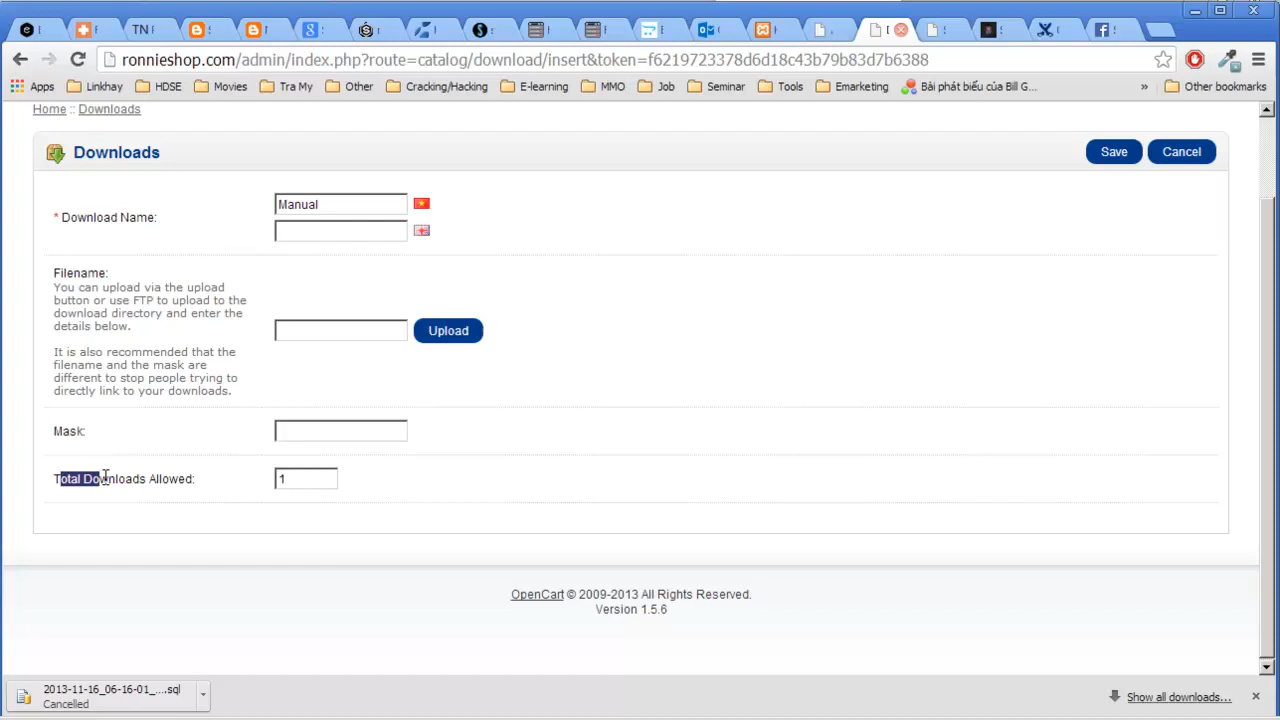 TN
ronnieshop.com/admin/index.php?route=catalog/download/insert&token=f6219723378d6d18c43b79b83d7b6388
Apps Linkhay HDSE Movies Tra My Other Cracking/Hacking E-learning MMO Job Seminar Tools Emarketing Bài phát biểu của Bill G... » Other bookmarks
Home :: Downloads
Downloads
Save Cancel
* Download Name:
Manual
Filename:
You can upload via the upload
button or use FTP to upload to the
download directory and enter the
details below.
Upload
It is also recommended that the
filename and the mask are
different to stop people trying to
directly link to your downloads.
Mask:
Total Downloads Allowed:
1
OpenCart © 2009-2013 All Rights Reserved.
Version 1.5.6
2013-11-16_06-16-01_....sql
Cancelled
Show all downloads...